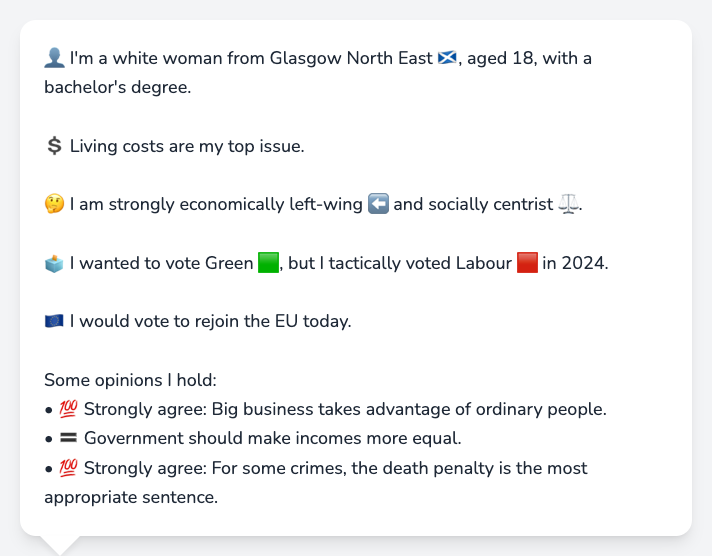 👤 I'm a white woman from Glasgow North East 🏴󠁧󠁢󠁳󠁣󠁴󠁿, aged 18, with a
bachelor's degree.
💲 Living costs are my top issue.
🤔 I am strongly economically left-wing ⬅️ and socially centrist ⚖️.
🗳️ I wanted to vote Green 🟩, but I tactically voted Labour 🟥 in 2024.
🇪🇺 I would vote to rejoin the EU today.
Some opinions I hold:
• 💯 Strongly agree: Big business takes advantage of ordinary people.
• 🟰 Government should make incomes more equal.
• 💯 Strongly agree: For some crimes, the death penalty is the most
appropriate sentence.